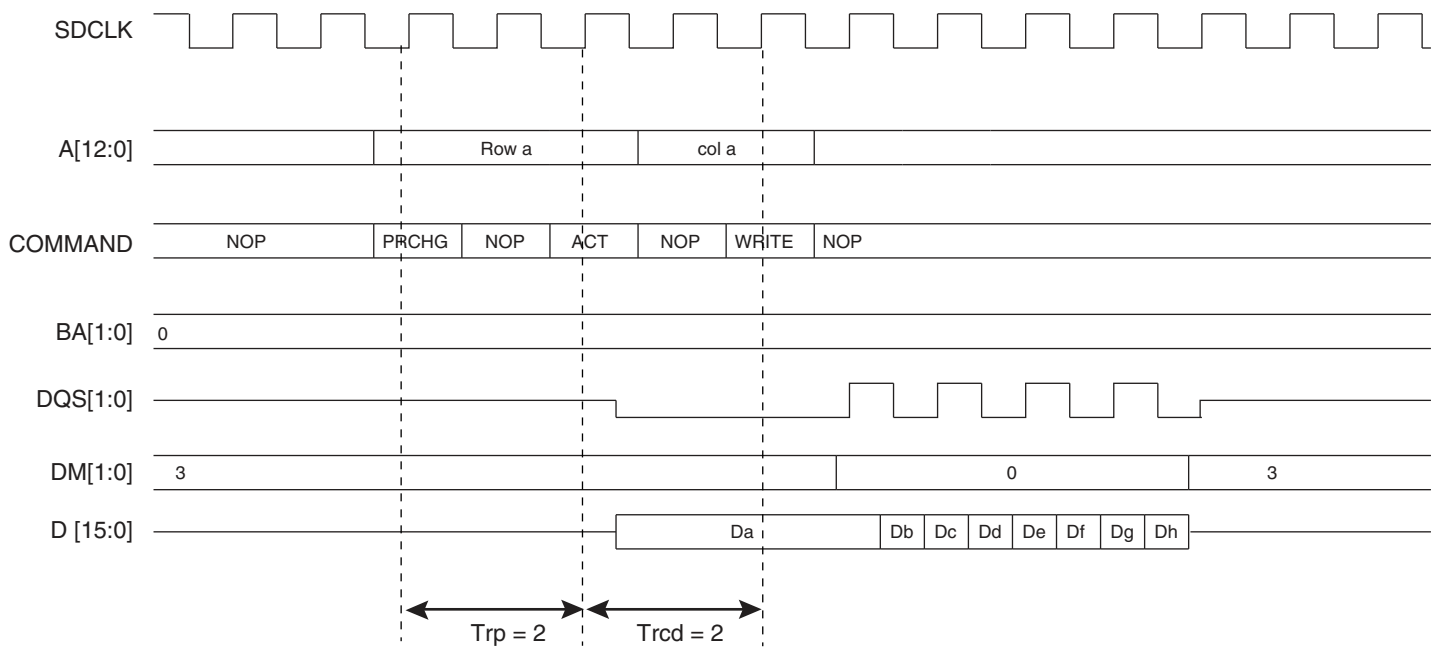 SDCLK
A[12:0] Row a col a
COMMAND NOP PRCHG NOP ACT NOP WRITE NOP
BA[1:0] 0
DQS[1:0]
DM[1:0] 3 0 3
D [15:0] Da Db Dc Dd De Df Dg Dh
Trp = 2 Trcd = 2